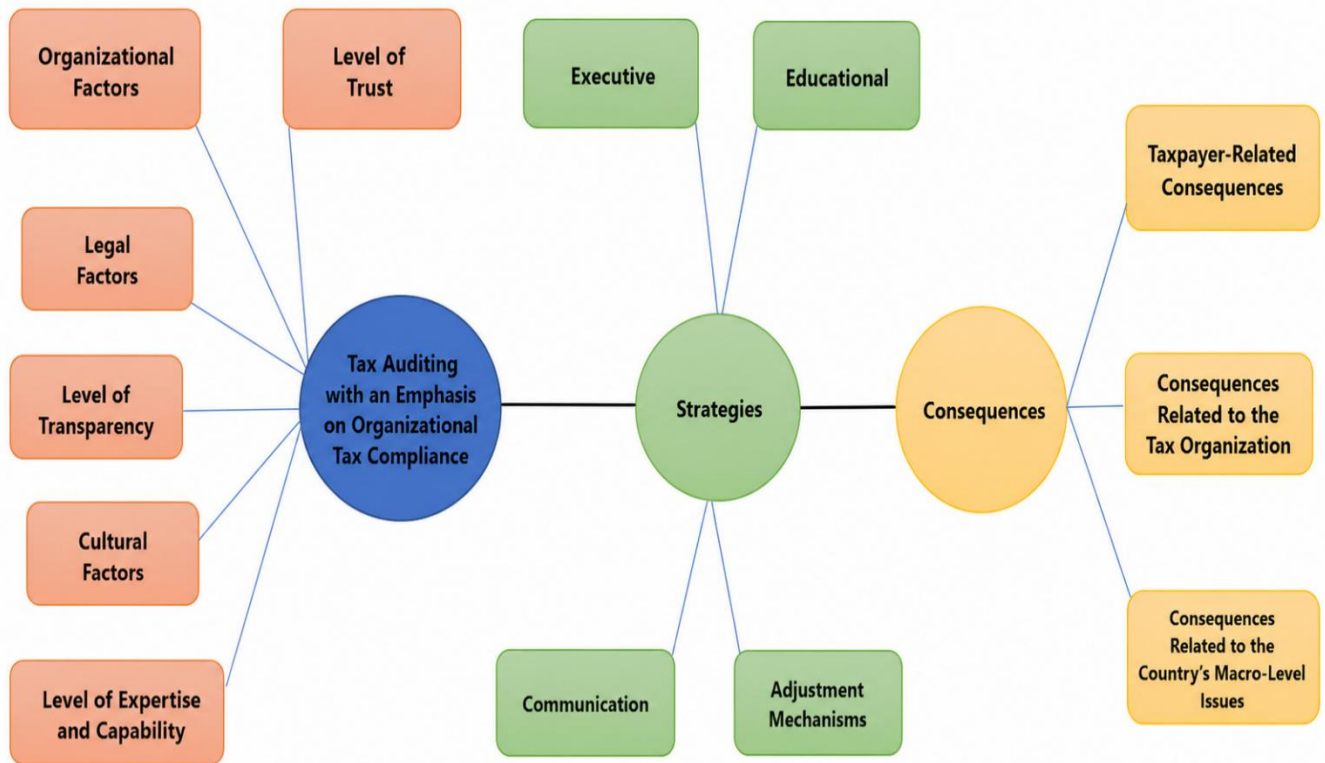 Organizational
Factors
Level of
Trust
Executive
Educational
Taxpayer-Related
Consequences
Legal
Factors
Level of
Transparency
Tax Auditing
with an Emphasis
on Organizational
Tax Compliance
Strategies
Consequences
Consequences
Related to the
Tax Organization
Cultural
Factors
Level of Expertise
and Capability
Communication
Adjustment
Mechanisms
Consequences
Related to the
Country's Macro-Level
Issues